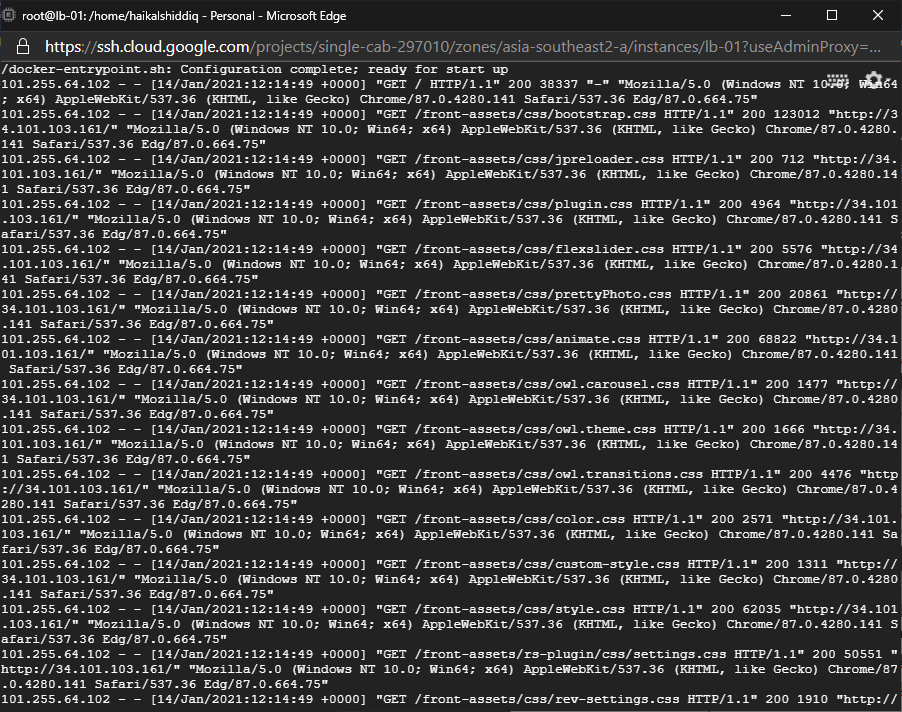 root@lb-01: /home/haikalshiddiq - Personal - Microsoft Edge
https://ssh.cloud.google.com/projects/single-cab-297010/zones/asia-southeast2-a/instances/lb-01?useAdminProxy=...
/docker-entrypoint.sh: Configuration complete; ready for start up
101.255.64.102 - - [14/Jan/2021:12:14:49 +0000] "GET / HTTP/1.1" 200 38337 "-" "Mozilla/5.0 (Windows NT 10.0; Win64
; x64) AppleWebKit/537.36 (KHTML, like Gecko) Chrome/87.0.4280.141 Safari/537.36 Edg/87.0.664.75"
101.255.64.102 - - [14/Jan/2021:12:14:49 +0000] "GET /front-assets/css/bootstrap.css HTTP/1.1" 200 123012 "http://3
4.101.103.161/" "Mozilla/5.0 (Windows NT 10.0; Win64; x64) AppleWebKit/537.36 (KHTML, like Gecko) Chrome/87.0.4280.
141 Safari/537.36 Edg/87.0.664.75"
101.255.64.102 - - [14/Jan/2021:12:14:49 +0000] "GET /front-assets/css/jpreloader.css HTTP/1.1" 200 712 "http://34.
101.103.161/" "Mozilla/5.0 (Windows NT 10.0; Win64; x64) AppleWebKit/537.36 (KHTML, like Gecko) Chrome/87.0.4280.14
1 Safari/537.36 Edg/87.0.664.75"
101.255.64.102 - - [14/Jan/2021:12:14:49 +0000] "GET /front-assets/css/plugin.css HTTP/1.1" 200 4964 "http://34.101
.103.161/" "Mozilla/5.0 (Windows NT 10.0; Win64; x64) AppleWebKit/537.36 (KHTML, like Gecko) Chrome/87.0.4280.141 S
afari/537.36 Edg/87.0.664.75"
101.255.64.102 - - [14/Jan/2021:12:14:49 +0000] "GET /front-assets/css/flexslider.css HTTP/1.1" 200 5576 "http://34
.101.103.161/" "Mozilla/5.0 (Windows NT 10.0; Win64; x64) AppleWebKit/537.36 (KHTML, like Gecko) Chrome/87.0.4280.1
41 Safari/537.36 Edg/87.0.664.75"
101.255.64.102 - - [14/Jan/2021:12:14:49 +0000] "GET /front-assets/css/prettyPhoto.css HTTP/1.1" 200 20861 "http://
34.101.103.161/" "Mozilla/5.0 (Windows NT 10.0; Win64; x64) AppleWebKit/537.36 (KHTML, like Gecko) Chrome/87.0.4280
.141 Safari/537.36 Edg/87.0.664.75"
101.255.64.102 - - [14/Jan/2021:12:14:49 +0000] "GET /front-assets/css/animate.css HTTP/1.1" 200 68822 "http://34.1
01.103.161/" "Mozilla/5.0 (Windows NT 10.0; Win64; x64) AppleWebKit/537.36 (KHTML, like Gecko) Chrome/87.0.4280.141
 Safari/537.36 Edg/87.0.664.75"
101.255.64.102 - - [14/Jan/2021:12:14:49 +0000] "GET /front-assets/css/owl.carousel.css HTTP/1.1" 200 1477 "http://
34.101.103.161/" "Mozilla/5.0 (Windows NT 10.0; Win64; x64) AppleWebKit/537.36 (KHTML, like Gecko) Chrome/87.0.4280
.141 Safari/537.36 Edg/87.0.664.75"
101.255.64.102 - - [14/Jan/2021:12:14:49 +0000] "GET /front-assets/css/owl.theme.css HTTP/1.1" 200 1666 "http://34.
101.103.161/" "Mozilla/5.0 (Windows NT 10.0; Win64; x64) AppleWebKit/537.36 (KHTML, like Gecko) Chrome/87.0.4280.14
1 Safari/537.36 Edg/87.0.664.75"
101.255.64.102 - - [14/Jan/2021:12:14:49 +0000] "GET /front-assets/css/owl.transitions.css HTTP/1.1" 200 4476 "http
://34.101.103.161/" "Mozilla/5.0 (Windows NT 10.0; Win64; x64) AppleWebKit/537.36 (KHTML, like Gecko) Chrome/87.0.4
280.141 Safari/537.36 Edg/87.0.664.75"
101.255.64.102 - - [14/Jan/2021:12:14:49 +0000] "GET /front-assets/css/color.css HTTP/1.1" 200 2571 "http://34.101.
103.161/" "Mozilla/5.0 (Windows NT 10.0; Win64; x64) AppleWebKit/537.36 (KHTML, like Gecko) Chrome/87.0.4280.141 Sa
fari/537.36 Edg/87.0.664.75"
101.255.64.102 - - [14/Jan/2021:12:14:49 +0000] "GET /front-assets/css/custom-style.css HTTP/1.1" 200 1311 "http://
34.101.103.161/" "Mozilla/5.0 (Windows NT 10.0; Win64; x64) AppleWebKit/537.36 (KHTML, like Gecko) Chrome/87.0.4280
.141 Safari/537.36 Edg/87.0.664.75"
101.255.64.102 - - [14/Jan/2021:12:14:49 +0000] "GET /front-assets/css/style.css HTTP/1.1" 200 62035 "http://34.101
.103.161/" "Mozilla/5.0 (Windows NT 10.0; Win64; x64) AppleWebKit/537.36 (KHTML, like Gecko) Chrome/87.0.4280.141 S
afari/537.36 Edg/87.0.664.75"
101.255.64.102 - - [14/Jan/2021:12:14:49 +0000] "GET /front-assets/rs-plugin/css/settings.css HTTP/1.1" 200 50551 "
http://34.101.103.161/" "Mozilla/5.0 (Windows NT 10.0; Win64; x64) AppleWebKit/537.36 (KHTML, like Gecko) Chrome/87
.0.4280.141 Safari/537.36 Edg/87.0.664.75"
101.255.64.102 - - [14/Jan/2021:12:14:49 +0000] "GET /front-assets/css/rev-settings.css HTTP/1.1" 200 1910 "http://